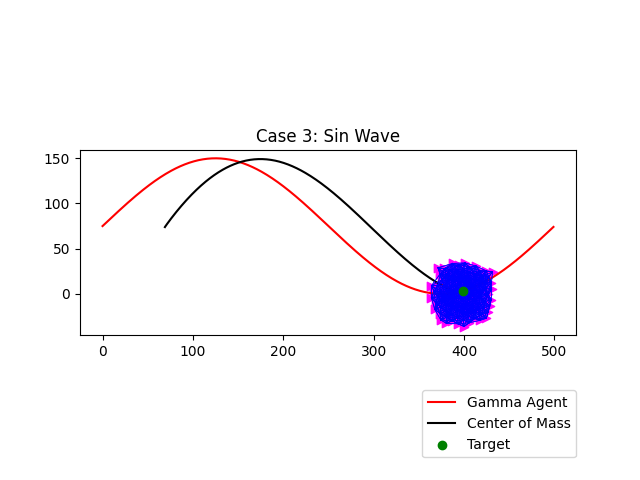 Case 3: Sin Wave
150
100
50
0
0 100 200 300 400 500
Gamma Agent
Center of Mass
Target